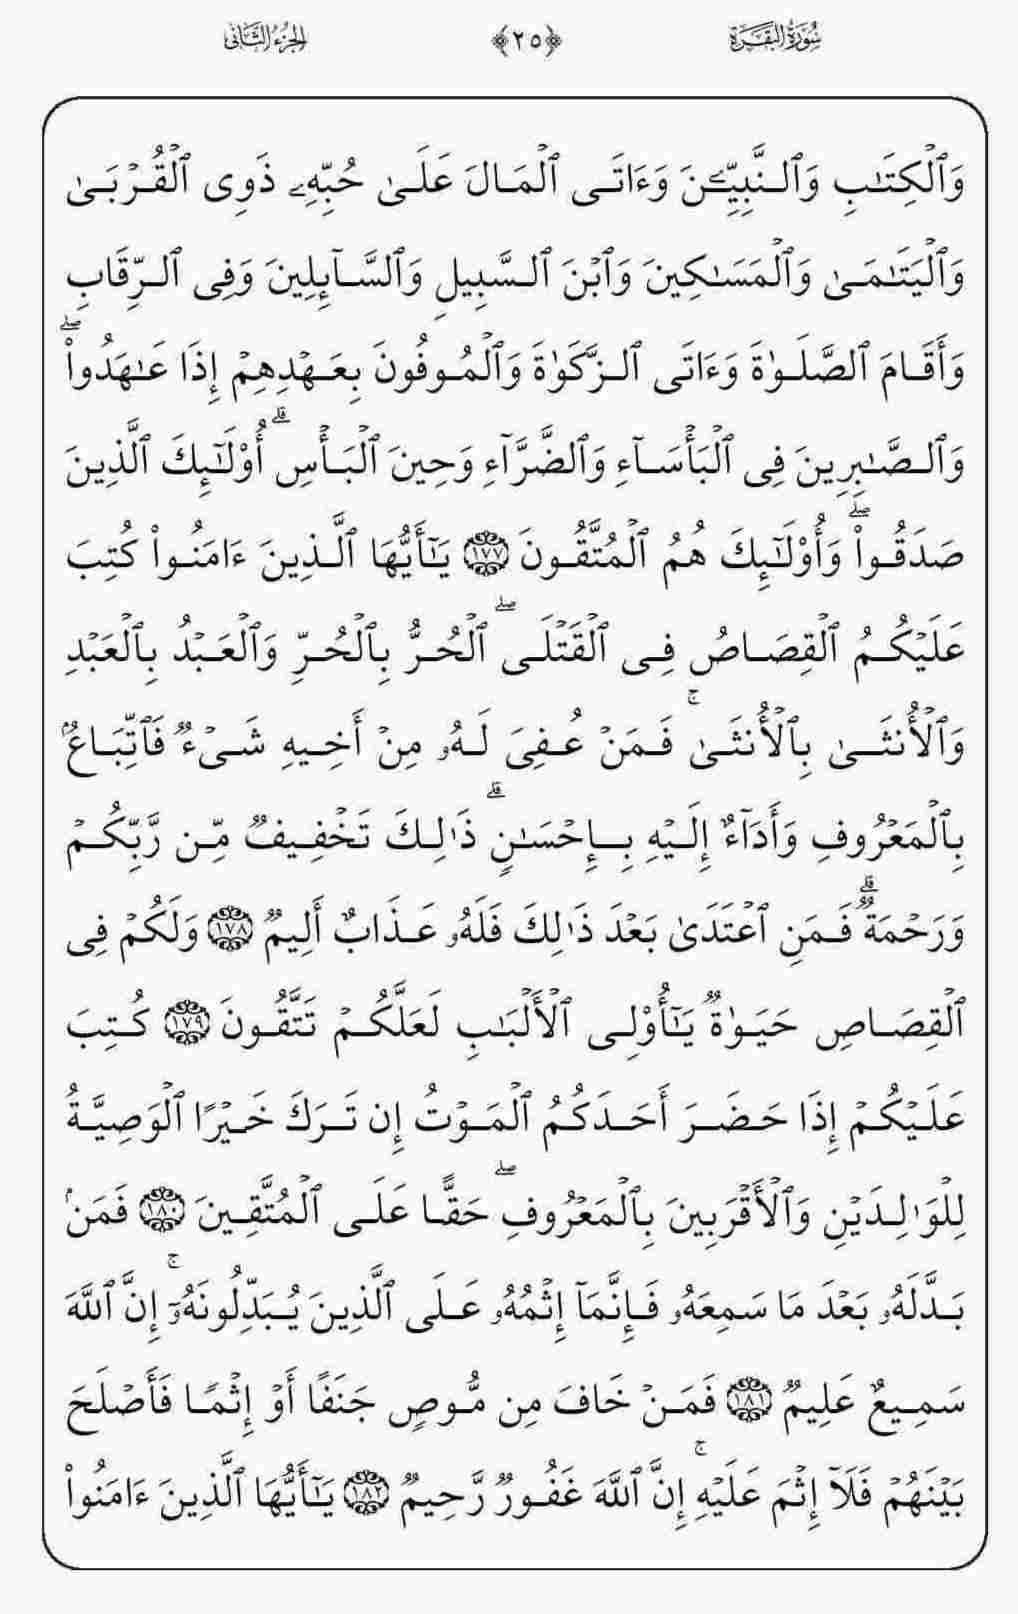 سُورَةُ البَقَرَةِ ﴿٢٥﴾ الجُزءُ الثَّانِى
وَٱلۡكِتَٰبِ وَٱلنَّبِيِّـۧنَ وَءَاتَى ٱلۡمَالَ عَلَىٰ حُبِّهِۦ ذَوِى ٱلۡقُرۡبَىٰ
وَٱلۡيَتَٰمَىٰ وَٱلۡمَسَٰكِينَ وَٱبۡنَ ٱلسَّبِيلِ وَٱلسَّآئِلِينَ وَفِى ٱلرِّقَابِ
وَأَقَامَ ٱلصَّلَوٰةَ وَءَاتَى ٱلزَّكَوٰةَ وَٱلۡمُوفُونَ بِعَهۡدِهِمۡ إِذَا عَٰهَدُواْۖ
وَٱلصَّٰبِرِينَ فِى ٱلۡبَأۡسَآءِ وَٱلضَّرَّآءِ وَحِينَ ٱلۡبَأۡسِۗ أُوْلَٰٓئِكَ ٱلَّذِينَ
صَدَقُواْۖ وَأُوْلَٰٓئِكَ هُمُ ٱلۡمُتَّقُونَ ١٧٧ يَٰٓأَيُّهَا ٱلَّذِينَ ءَامَنُواْ كُتِبَ
عَلَيۡكُمُ ٱلۡقِصَاصُ فِى ٱلۡقَتۡلَىۖ ٱلۡحُرُّ بِٱلۡحُرِّ وَٱلۡعَبۡدُ بِٱلۡعَبۡدِ
وَٱلۡأُنثَىٰ بِٱلۡأُنثَىٰۚ فَمَنۡ عُفِىَ لَهُۥ مِنۡ أَخِيهِ شَىۡءٞ فَٱتِّبَاعُۢ
بِٱلۡمَعۡرُوفِ وَأَدَآءٌ إِلَيۡهِ بِإِحۡسَٰنٖۗ ذَٰلِكَ تَخۡفِيفٞ مِّن رَّبِّكُمۡ
وَرَحۡمَةٞۗ فَمَنِ ٱعۡتَدَىٰ بَعۡدَ ذَٰلِكَ فَلَهُۥ عَذَابٌ أَلِيمٞ ١٧٨ وَلَكُمۡ فِى
ٱلۡقِصَاصِ حَيَوٰةٞ يَٰٓأُوْلِى ٱلۡأَلۡبَٰبِ لَعَلَّكُمۡ تَتَّقُونَ ١٧٩ كُتِبَ
عَلَيۡكُمۡ إِذَا حَضَرَ أَحَدَكُمُ ٱلۡمَوۡتُ إِن تَرَكَ خَيۡرًا ٱلۡوَصِيَّةُ
لِلۡوَٰلِدَيۡنِ وَٱلۡأَقۡرَبِينَ بِٱلۡمَعۡرُوفِۖ حَقًّا عَلَى ٱلۡمُتَّقِينَ ١٨٠ فَمَنۢ
بَدَّلَهُۥ بَعۡدَ مَا سَمِعَهُۥ فَإِنَّمَآ إِثۡمُهُۥ عَلَى ٱلَّذِينَ يُبَدِّلُونَهُۥٓۚ إِنَّ ٱللَّهَ
سَمِيعٌ عَلِيمٞ ١٨١ فَمَنۡ خَافَ مِن مُّوصٖ جَنَفًا أَوۡ إِثۡمٗا فَأَصۡلَحَ
بَيۡنَهُمۡ فَلَآ إِثۡمَ عَلَيۡهِۚ إِنَّ ٱللَّهَ غَفُورٞ رَّحِيمٞ ١٨٢ يَٰٓأَيُّهَا ٱلَّذِينَ ءَامَنُواْ